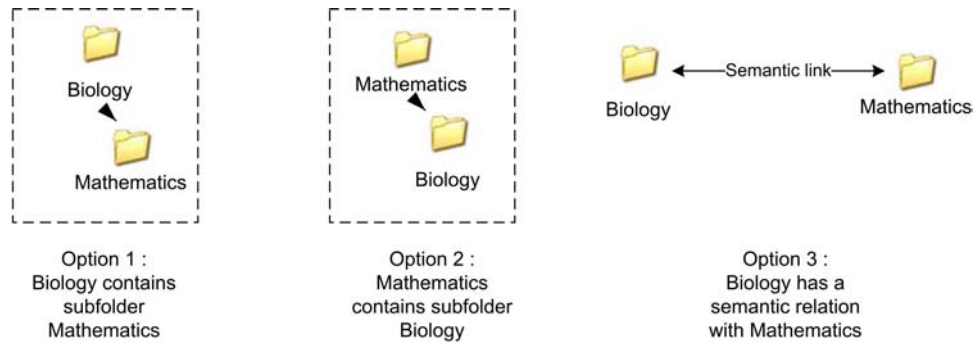 Biology
Mathematics
Option 1 :
Biology contains
subfolder
Mathematics
Mathematics
Biology
Option 2 :
Mathematics
contains subfolder
Biology
Biology
Semantic link
Mathematics
Option 3 :
Biology has a
semantic relation
with Mathematics